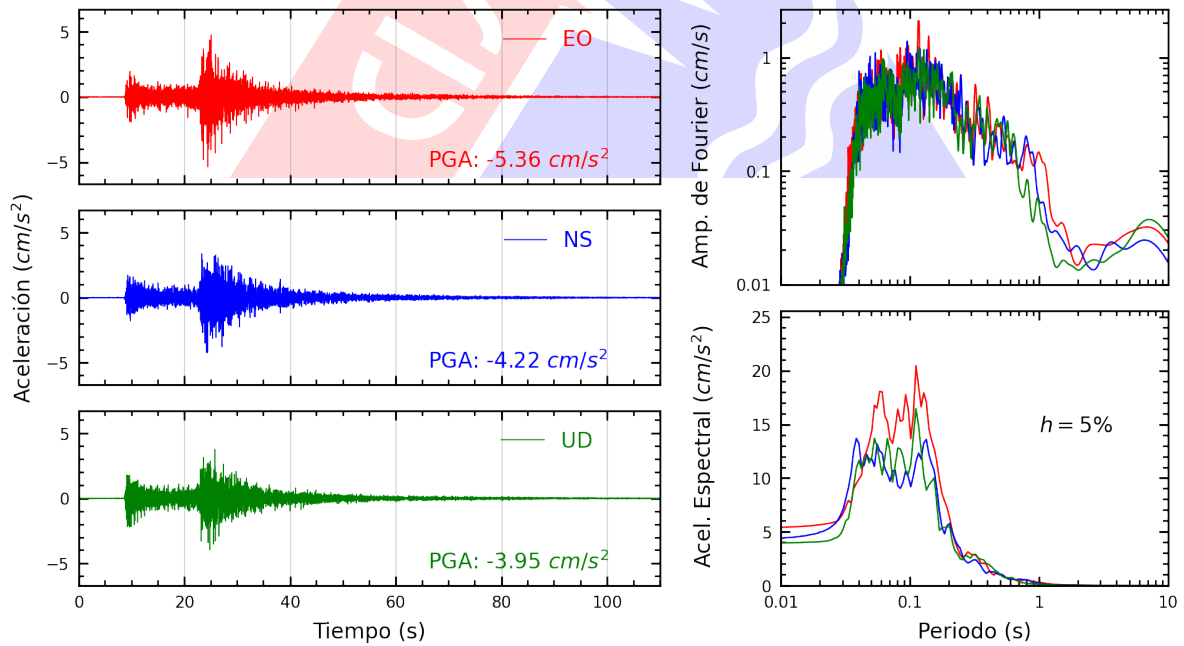 Aceleración (cm/s²)
5
0
−5
EO
PGA: -5.36 cm/s²
5
0
−5
NS
PGA: -4.22 cm/s²
5
0
−5
UD
PGA: -3.95 cm/s²
0 20 40 60 80 100
Tiempo (s)
Amp. de Fourier (cm/s)
1
0.1
0.01
Acel. Espectral (cm/s²)
25
20
15
10
5
0
h = 5%
0.01 0.1 1 10
Periodo (s)